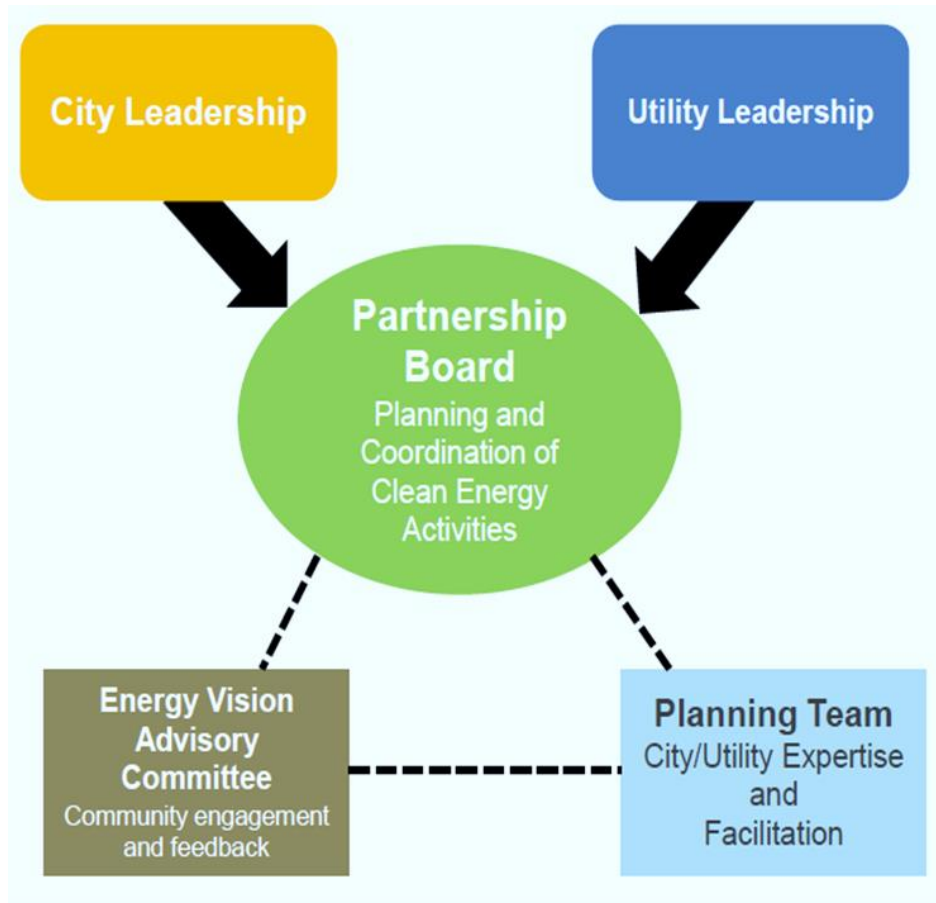 City Leadership
Utility Leadership
Partnership
Board
Planning and
Coordination of
Clean Energy
Activities
Energy Vision
Advisory
Committee
Community engagement
and feedback
Planning Team
City/Utility Expertise
and
Facilitation